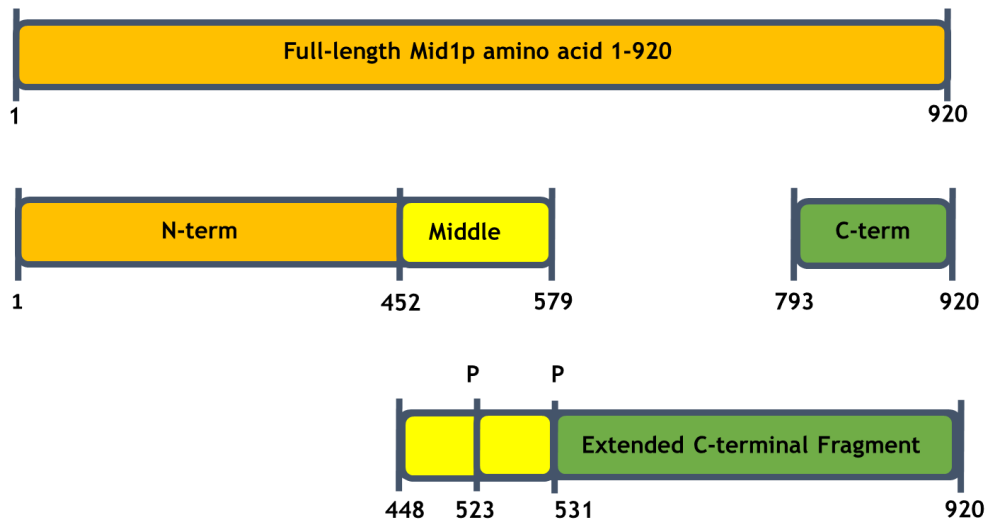 Full-length Mid1p amino acid 1-920
1 920
N-term Middle C-term
1 452 579 793 920
P P
Extended C-terminal Fragment
448 523 531 920